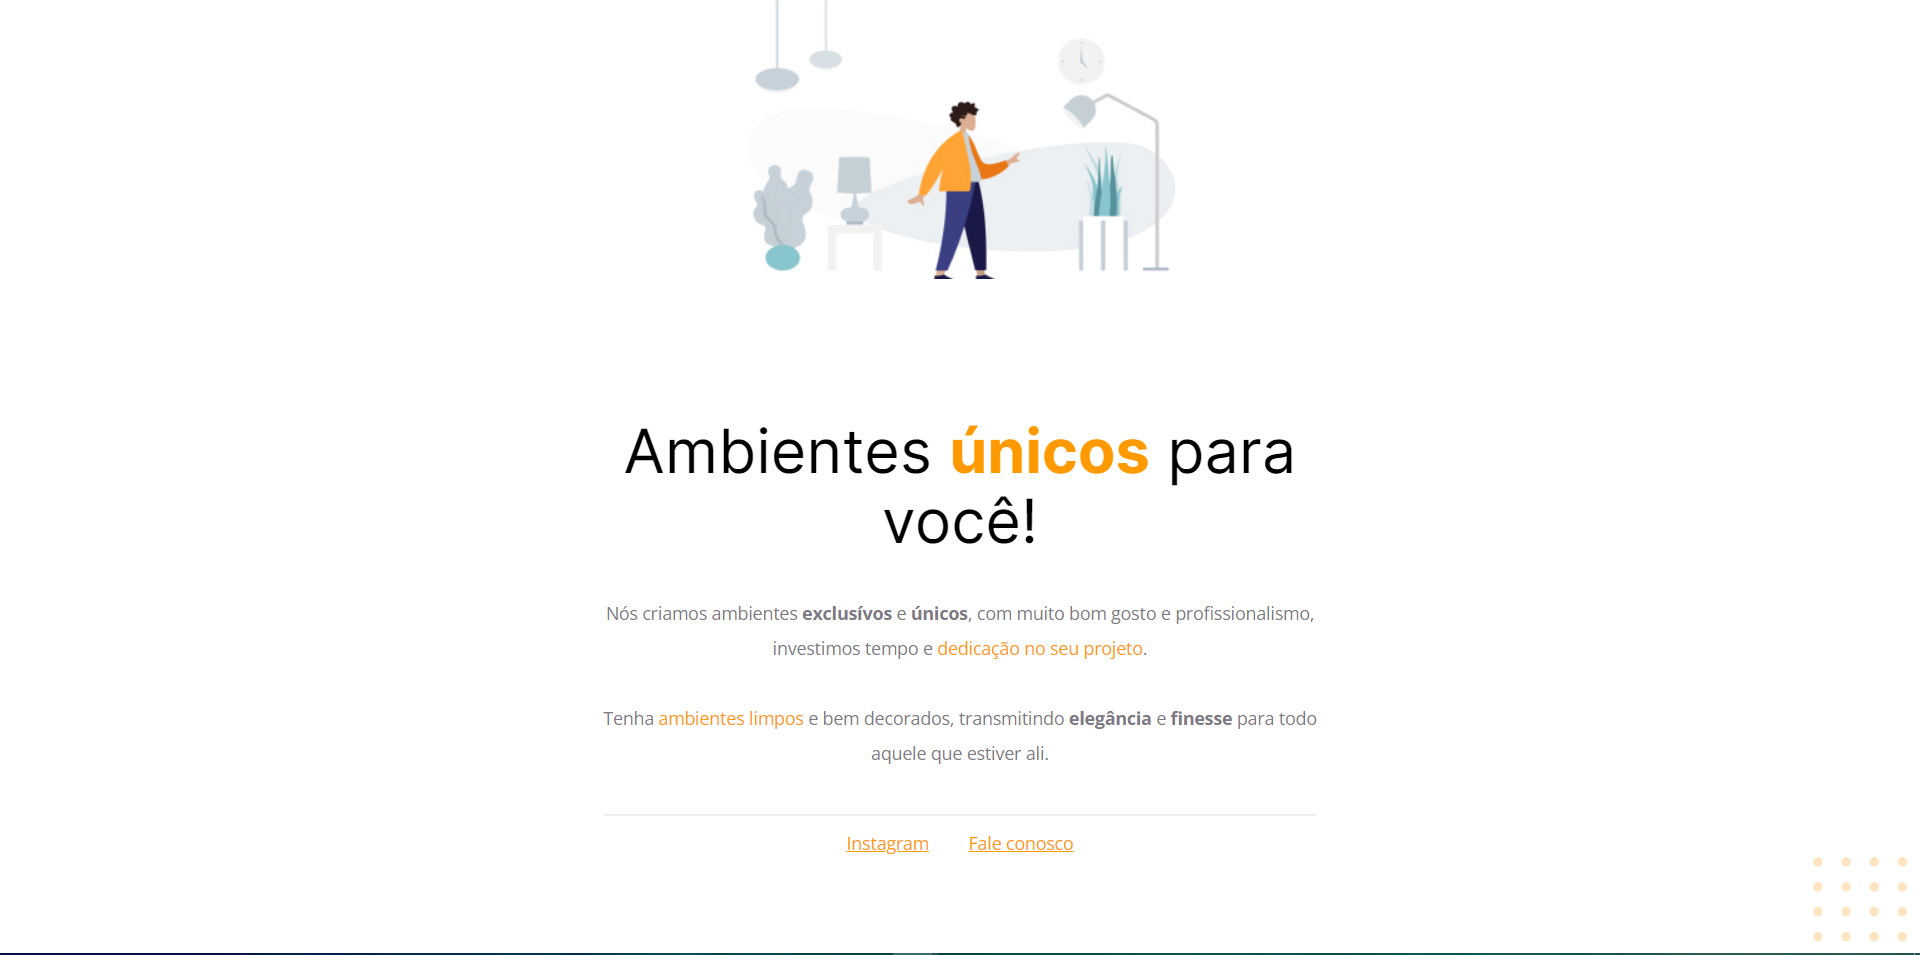 Ambientes únicos para
você!
Nós criamos ambientes exclusívos e únicos, com muito bom gosto e profissionalismo,
investimos tempo e dedicação no seu projeto.
Tenha ambientes limpos e bem decorados, transmitindo elegância e finesse para todo
aquele que estiver ali.
Instagram Fale conosco